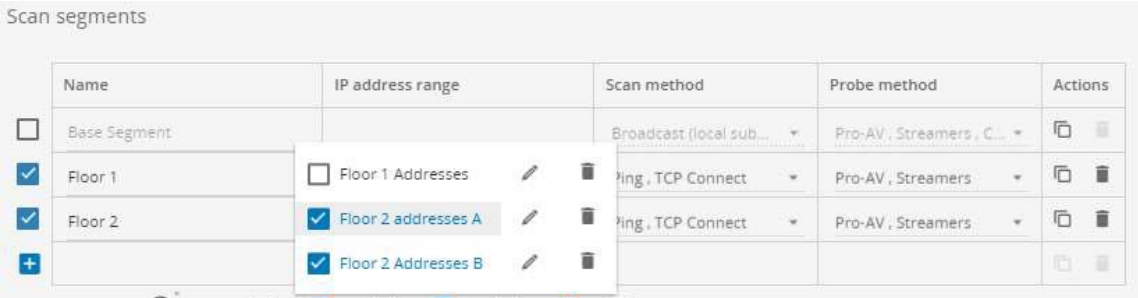 Scan segments
Name IP address range Scan method Probe method Actions
Base Segment Broadcast (local sub... Pro-AV , Streamers , C...
Floor 1 Floor 1 Addresses Ping , TCP Connect Pro-AV , Streamers
Floor 2 Floor 2 addresses A Ping , TCP Connect Pro-AV , Streamers
Floor 2 Addresses B